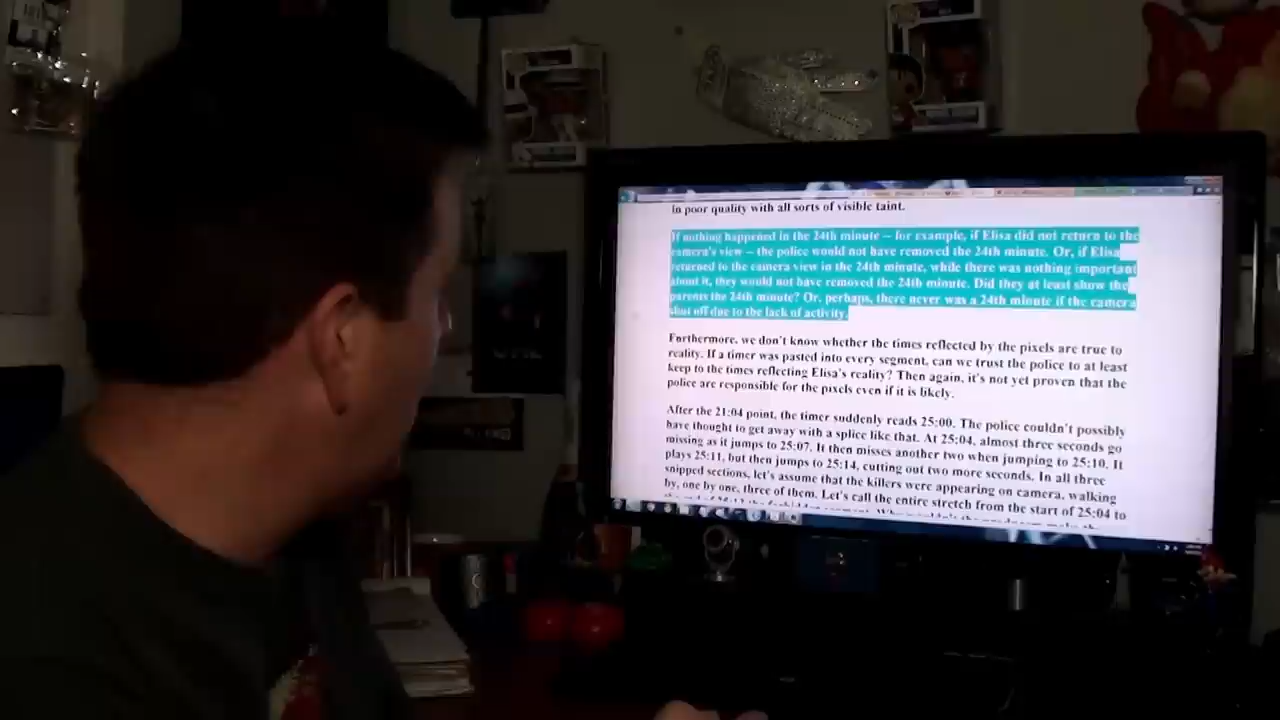 in poor quality with all sorts of visible taint.
If nothing happened in the 24th minute -- for example, if Elisa did not return to the
camera's view -- the police would not have removed the 24th minute. Or, if Elisa
returned to the camera view in the 24th minute, while there was nothing important
about it, they would not have removed the 24th minute. Did they at least show the
parents the 24th minute? Or, perhaps, there never was a 24th minute if the camera
shut off due to the lack of activity.
Furthermore, we don't know whether the times reflected by the pixels are true to
reality. If a timer was pasted into every segment, can we trust the police to at least
keep to the times reflecting Elisa's reality? Then again, it's not yet proven that the
police are responsible for the pixels even if it is likely.
After the 21:04 point, the timer suddenly reads 25:00. The police couldn't possibly
have thought to get away with a splice like that. At 25:04, almost three seconds go
missing as it jumps to 25:07. It then misses another two when jumping to 25:10. It
plays 25:11, but then jumps to 25:14, cutting out two more seconds. In all three
snipped sections, let's assume that the killers were appearing on camera, walking
by, one by one, three of them. Let's call the entire stretch from the start of 25:04 to